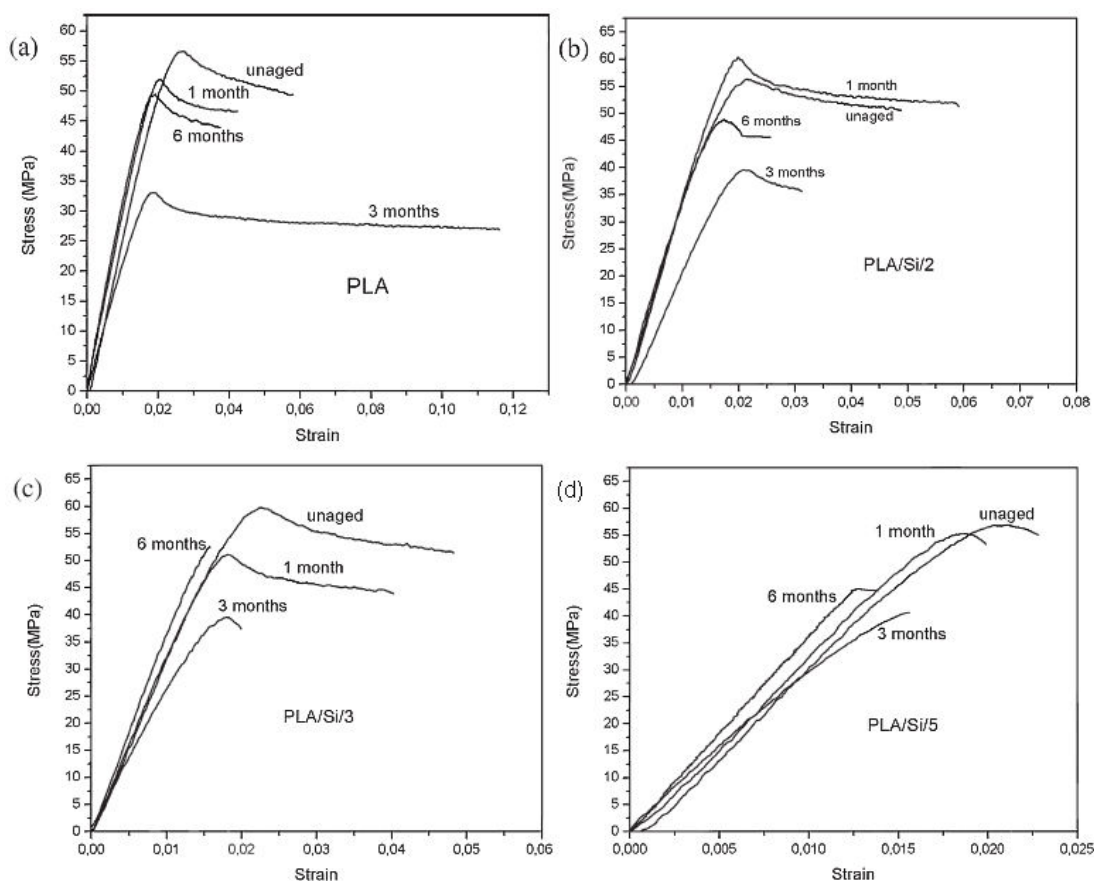 (a)
65
60
55
50
45
40
35
30
25
20
15
10
5
0
Stress (MPa)
unaged
1 month
6 months
3 months
PLA
0,00 0,02 0,04 0,06 0,08 0,10 0,12
Strain
(b)
65
60
55
50
45
40
35
30
25
20
15
10
5
0
Stress(MPa)
1 month
unaged
6 months
3 months
PLA/Si/2
0,00 0,01 0,02 0,03 0,04 0,05 0,06 0,07 0,08
Strain
(c)
65
60
55
50
45
40
35
30
25
20
15
10
5
0
Stress(MPa)
unaged
6 months
1 month
3 months
PLA/Si/3
0,00 0,01 0,02 0,03 0,04 0,05 0,06
Strain
(d)
65
60
55
50
45
40
35
30
25
20
15
10
5
0
Stress(MPa)
unaged
1 month
6 months
3 months
PLA/Si/5
0,000 0,005 0,010 0,015 0,020 0,025
Strain